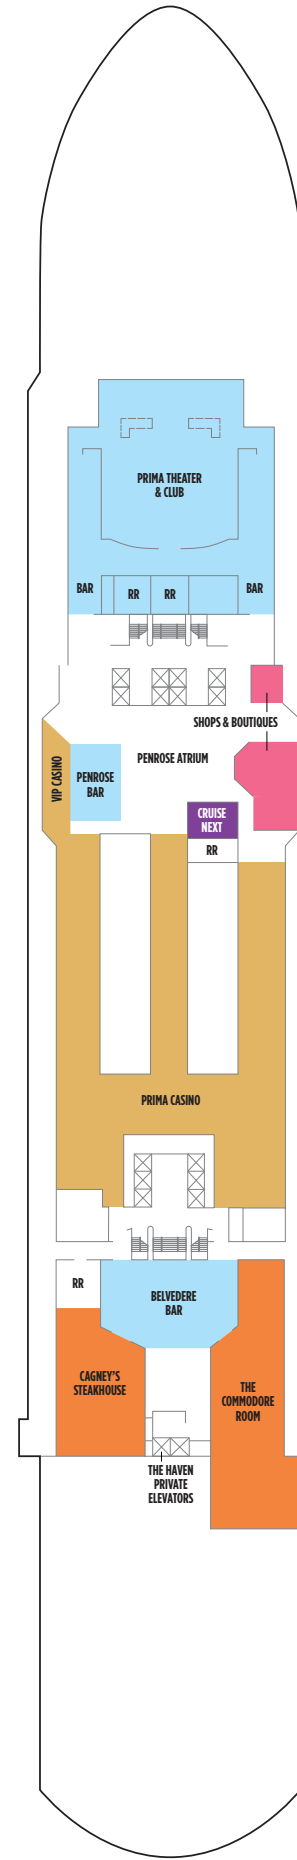 PRIMA THEATER
& CLUB
BAR
RR
RR
BAR
SHOPS & BOUTIQUES
VIP CASINO
PENROSE
BAR
PENROSE ATRIUM
CRUISE
NEXT
RR
PRIMA CASINO
RR
BELVEDERE
BAR
CAGNEY'S
STEAKHOUSE
THE
COMMODORE
ROOM
THE HAVEN
PRIVATE
ELEVATORS